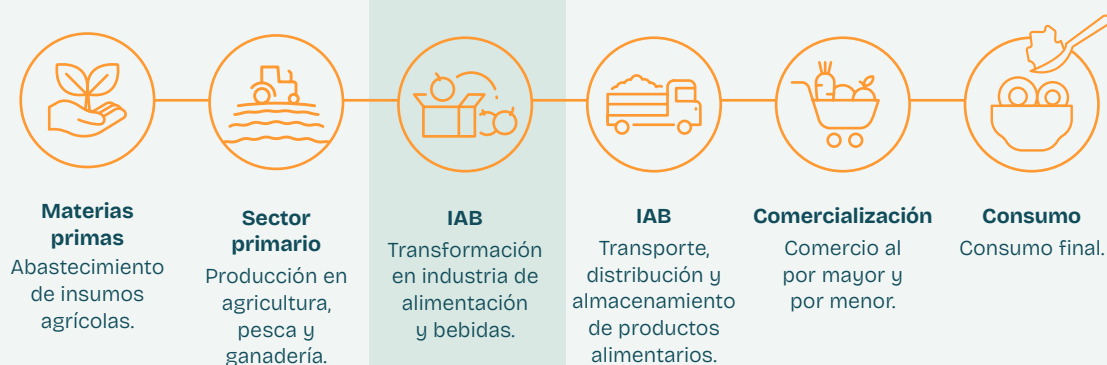 Materias
primas
Abastecimiento
de insumos
agrícolas.
Sector
primario
Producción en
agricultura,
pesca y
ganadería.
IAB
Transformación
en industria de
alimentación
y bebidas.
IAB
Transporte,
distribución y
almacenamiento
de productos
alimentarios.
Comercialización
Comercio al
por mayor y
por menor.
Consumo
Consumo final.